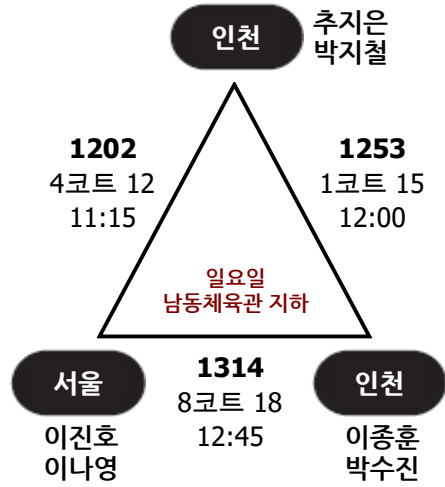 인천
추지은
박지철
1202
4코트 12
11:15
1253
1코트 15
12:00
일요일
남동체육관 지하
서울
이진호
이나영
1314
8코트 18
12:45
인천
이종훈
박수진